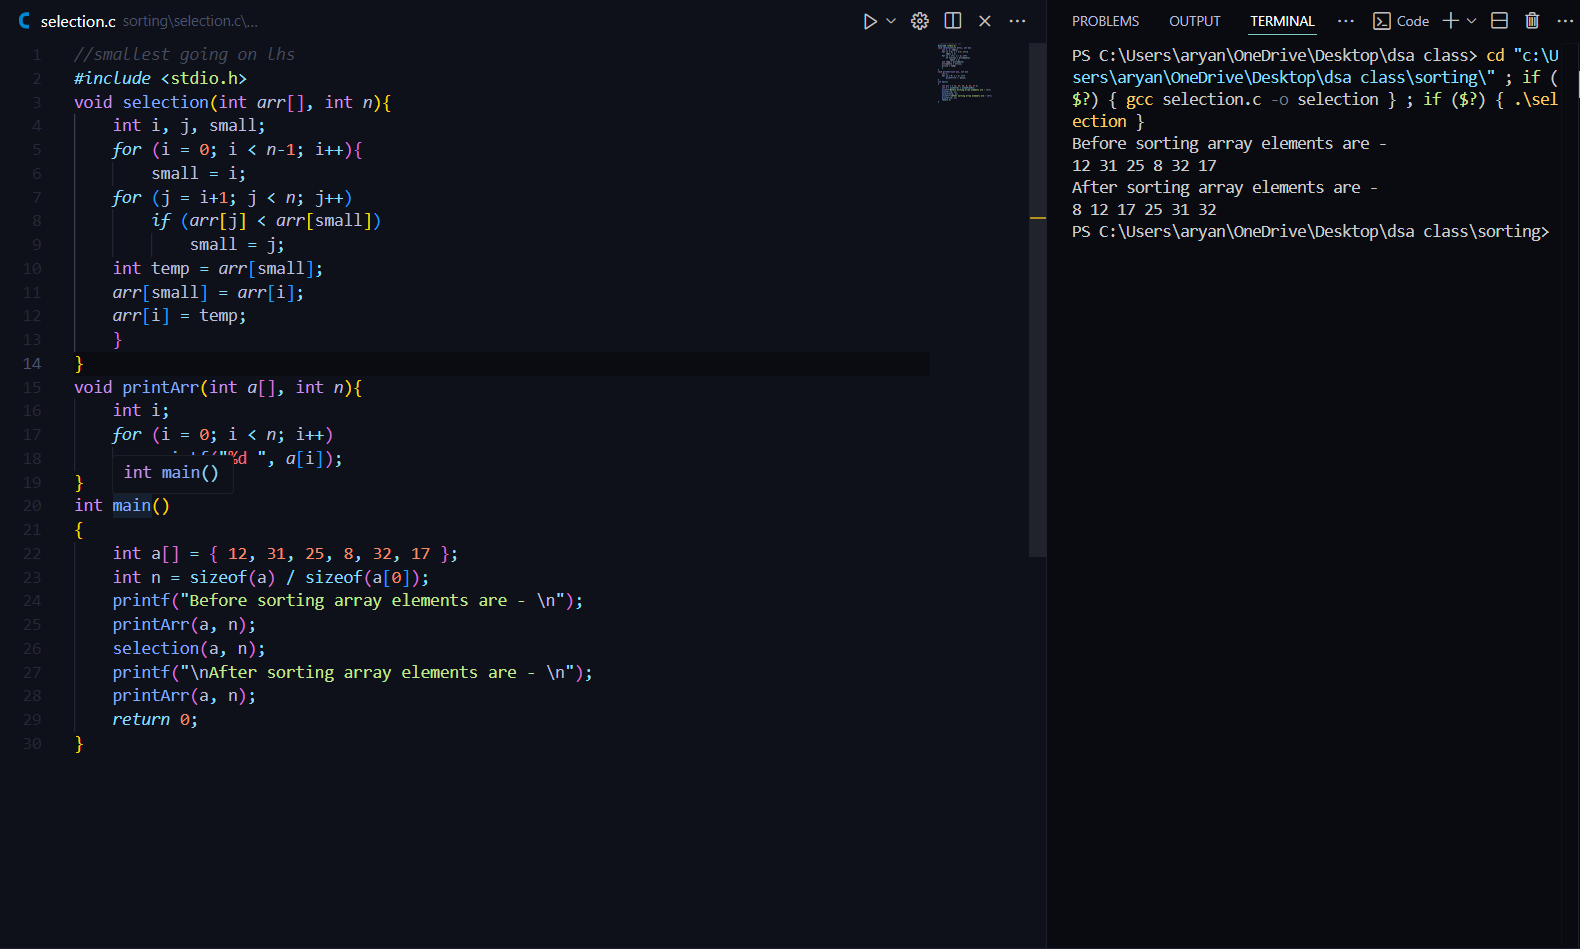 selection.c sorting\selection.c\...
1 //smallest going on lhs
2 #include <stdio.h>
3 void selection(int arr[], int n){
4 int i, j, small;
5 for (i = 0; i < n-1; i++){
6 small = i;
7 for (j = i+1; j < n; j++)
8 if (arr[j] < arr[small])
9 small = j;
10 int temp = arr[small];
11 arr[small] = arr[i];
12 arr[i] = temp;
13 }
14 }
15 void printArr(int a[], int n){
16 int i;
17 for (i = 0; i < n; i++)
18 intf("%d ", a[i]);
int main()
19 }
20 int main()
21 {
22 int a[] = { 12, 31, 25, 8, 32, 17 };
23 int n = sizeof(a) / sizeof(a[0]);
24 printf("Before sorting array elements are - \n");
25 printArr(a, n);
26 selection(a, n);
27 printf("\nAfter sorting array elements are - \n");
28 printArr(a, n);
29 return 0;
30 }
PROBLEMS OUTPUT TERMINAL ··· Code
PS C:\Users\aryan\OneDrive\Desktop\dsa class> cd "c:\U
sers\aryan\OneDrive\Desktop\dsa class\sorting\" ; if (
$?) { gcc selection.c -o selection } ; if ($?) { .\sel
ection }
Before sorting array elements are -
12 31 25 8 32 17
After sorting array elements are -
8 12 17 25 31 32
PS C:\Users\aryan\OneDrive\Desktop\dsa class\sorting>